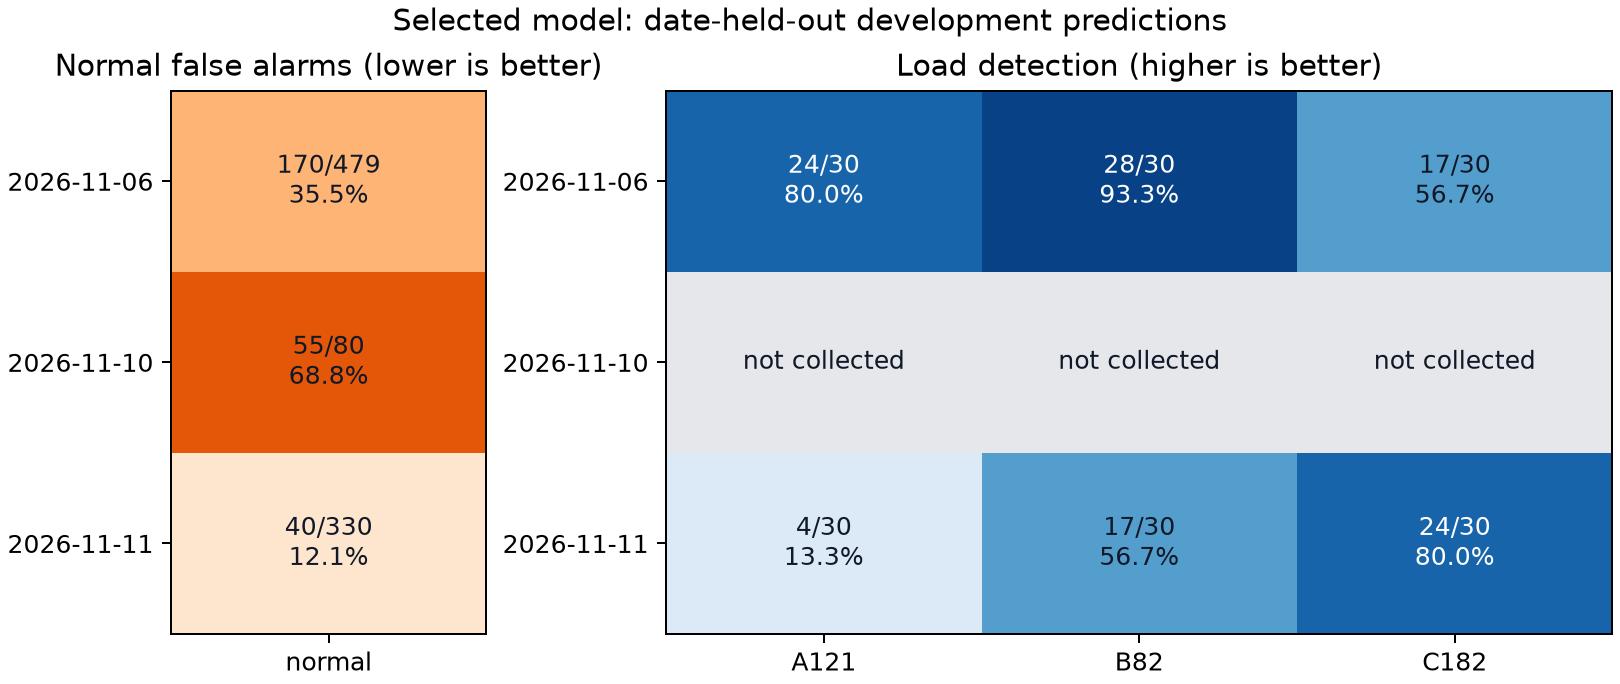 Selected model: date-held-out development predictions
Normal false alarms (lower is better)
2026-11-06
170/479
35.5%
2026-11-10
55/80
68.8%
2026-11-11
40/330
12.1%
normal
Load detection (higher is better)
2026-11-06
24/30
80.0%
28/30
93.3%
17/30
56.7%
2026-11-10
not collected
not collected
not collected
2026-11-11
4/30
13.3%
17/30
56.7%
24/30
80.0%
A121
B82
C182